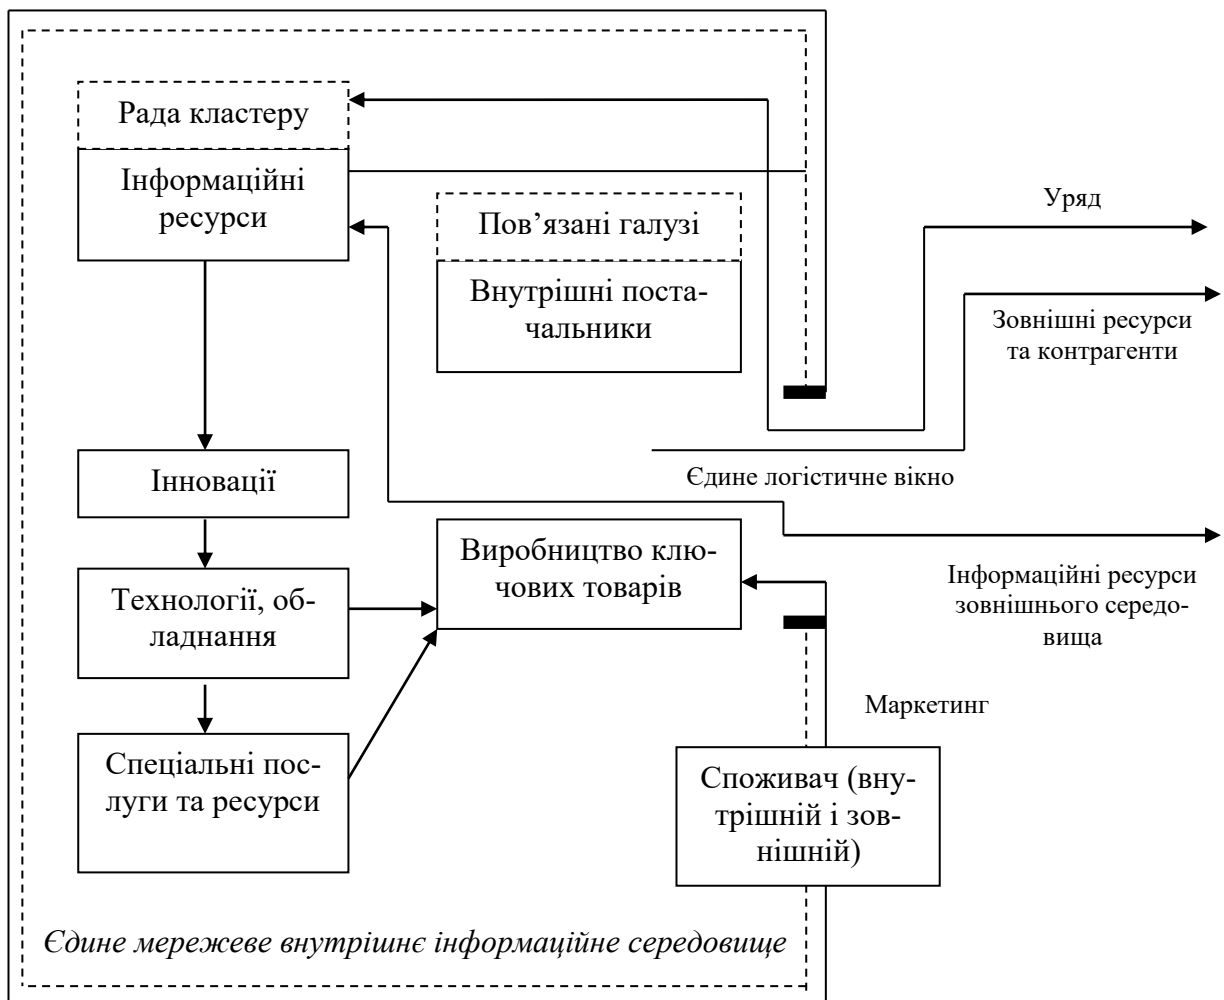 Рада кластеру
Інформаційні
ресурси
Пов’язані галузі
Внутрішні поста-
чальники
Уряд
Зовнішні ресурси
та контрагенти
Єдине логістичне вікно
Інновації
Виробництво клю-
чових товарів
Інформаційні ресурси
зовнішнього середо-
вища
Технології, об-
ладнання
Маркетинг
Спеціальні пос-
луги та ресурси
Споживач (вну-
трішній і зов-
нішній)
Єдине мережеве внутрішнє інформаційне середовище